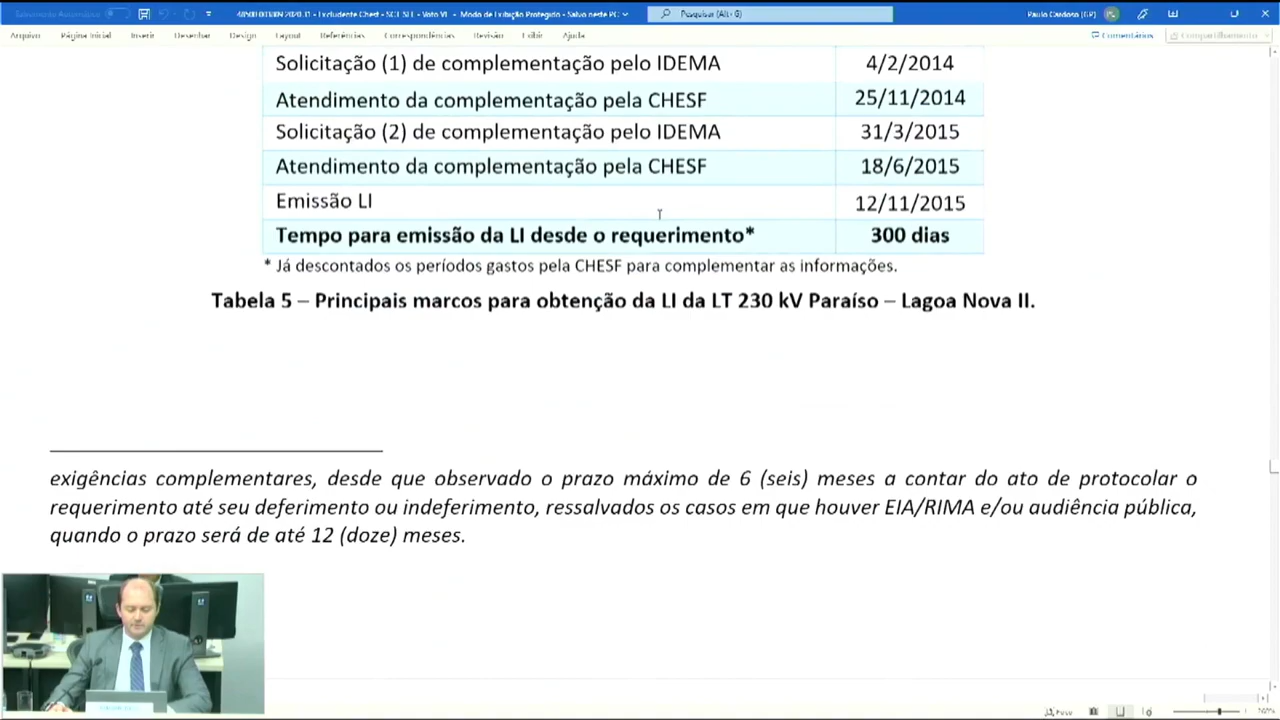 Pesquisar (Alt+G)
Paulo Cardoso (GP)
Arquivo Página Inicial Inserir Desenhar Design Layout Referências Correspondências Revisão Exibir Ajuda
Comentários Compartilhamento
Solicitação (1) de complementação pelo IDEMA 4/2/2014
Atendimento da complementação pela CHESF 25/11/2014
Solicitação (2) de complementação pelo IDEMA 31/3/2015
Atendimento da complementação pela CHESF 18/6/2015
Emissão LI 12/11/2015
Tempo para emissão da LI desde o requerimento* 300 dias
* Já descontados os períodos gastos pela CHESF para complementar as informações.
Tabela 5 – Principais marcos para obtenção da LI da LT 230 kV Paraíso – Lagoa Nova II.
exigências complementares, desde que observado o prazo máximo de 6 (seis) meses a contar do ato de protocolar o
requerimento até seu deferimento ou indeferimento, ressalvados os casos em que houver EIA/RIMA e/ou audiência pública,
quando o prazo será de até 12 (doze) meses.